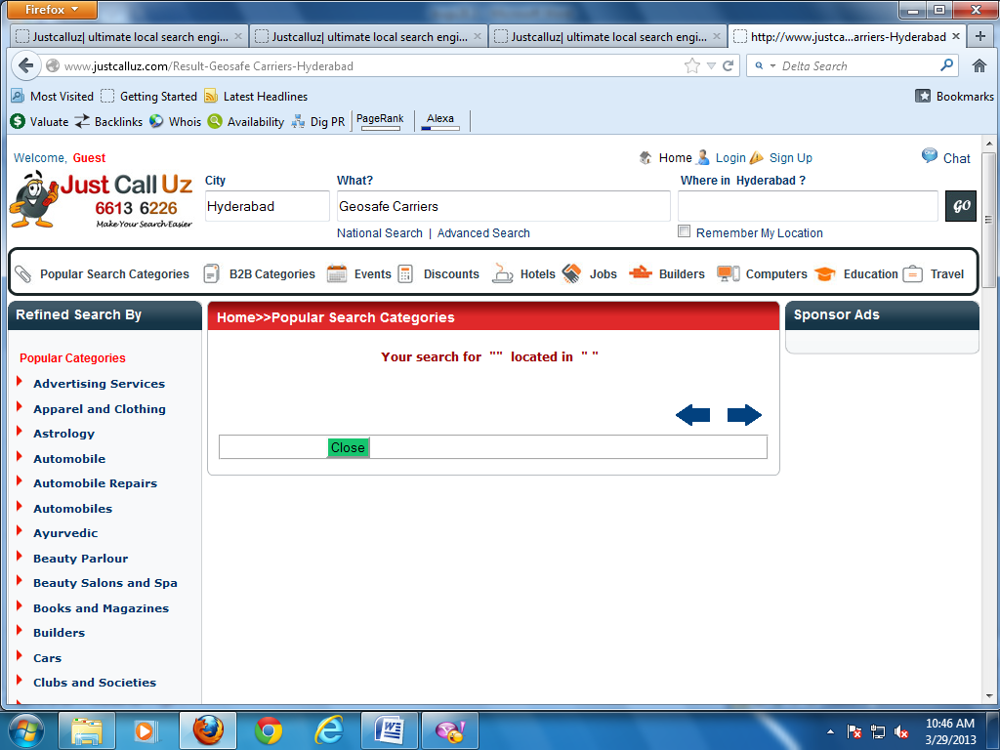 Firefox
Justcalluz| ultimate local search engi...
Justcalluz| ultimate local search engi...
Justcalluz| ultimate local search engi...
http://www.justca...arriers-Hyderabad
www.justcalluz.com/Result-Geosafe Carriers-Hyderabad
Delta Search
Most Visited Getting Started Latest Headlines Bookmarks
Valuate Backlinks Whois Availability Dig PR PageRank Alexa
Welcome, Guest
Home Login Sign Up Chat
Just Call Uz
6613 6226
Make Your Search Easier
City What? Where in Hyderabad ?
Hyderabad Geosafe Carriers GO
National Search | Advanced Search Remember My Location
Popular Search Categories B2B Categories Events Discounts Hotels Jobs Builders Computers Education Travel
Refined Search By
Popular Categories
Advertising Services
Apparel and Clothing
Astrology
Automobile
Automobile Repairs
Automobiles
Ayurvedic
Beauty Parlour
Beauty Salons and Spa
Books and Magazines
Builders
Cars
Clubs and Societies
Home>>Popular Search Categories
Your search for "" located in " "
Close
Sponsor Ads
10:46 AM
3/29/2013